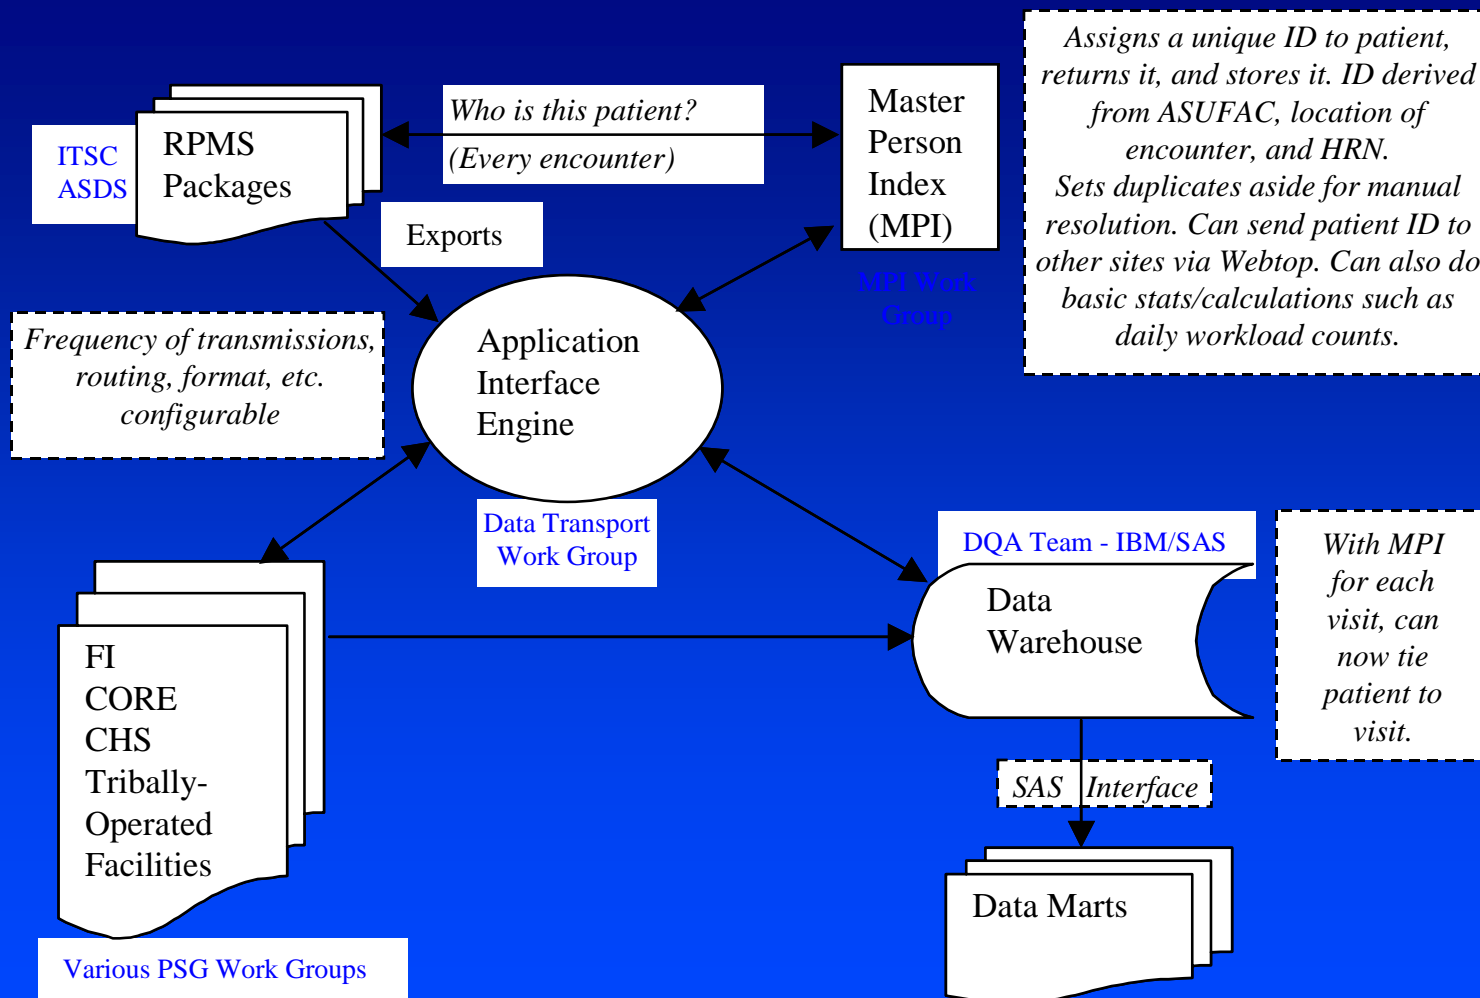 Assigns a unique ID to patient,
returns it, and stores it. ID derived
from ASUFAC, location of
encounter, and HRN.
Sets duplicates aside for manual
resolution. Can send patient ID to
other sites via Webtop. Can also do
basic stats/calculations such as
daily workload counts.
Who is this patient?
(Every encounter)
Master
Person
Index
(MPI)
MPI Work
Group
ITSC
ASDS
RPMS
Packages
Exports
Frequency of transmissions,
routing, format, etc.
configurable
Application
Interface
Engine
Data Transport
Work Group
DQA Team - IBM/SAS
Data
Warehouse
With MPI
for each
visit, can
now tie
patient to
visit.
FI
CORE
CHS
Tribally-
Operated
Facilities
Various PSG Work Groups
SAS Interface
Data Marts